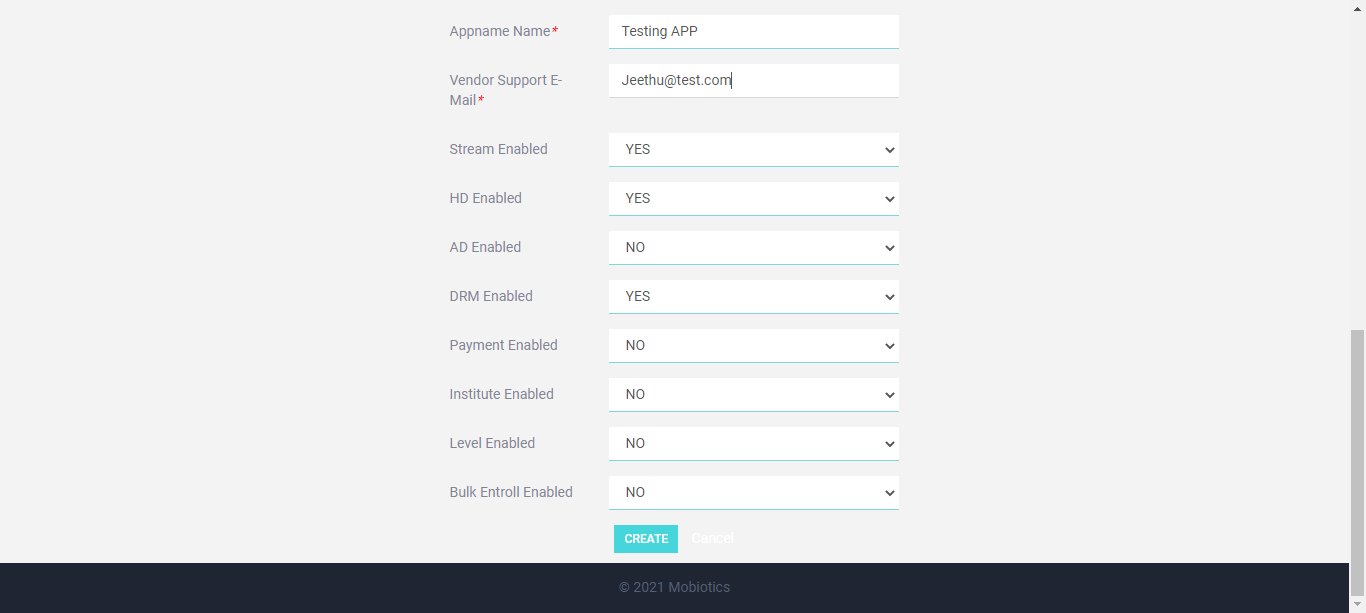 Appname Name* Testing APP
Vendor Support E-
Mail* Jeethu@test.com
Stream Enabled YES
HD Enabled YES
AD Enabled NO
DRM Enabled YES
Payment Enabled NO
Institute Enabled NO
Level Enabled NO
Bulk Entroll Enabled NO
CREATE Cancel
© 2021 Mobiotics